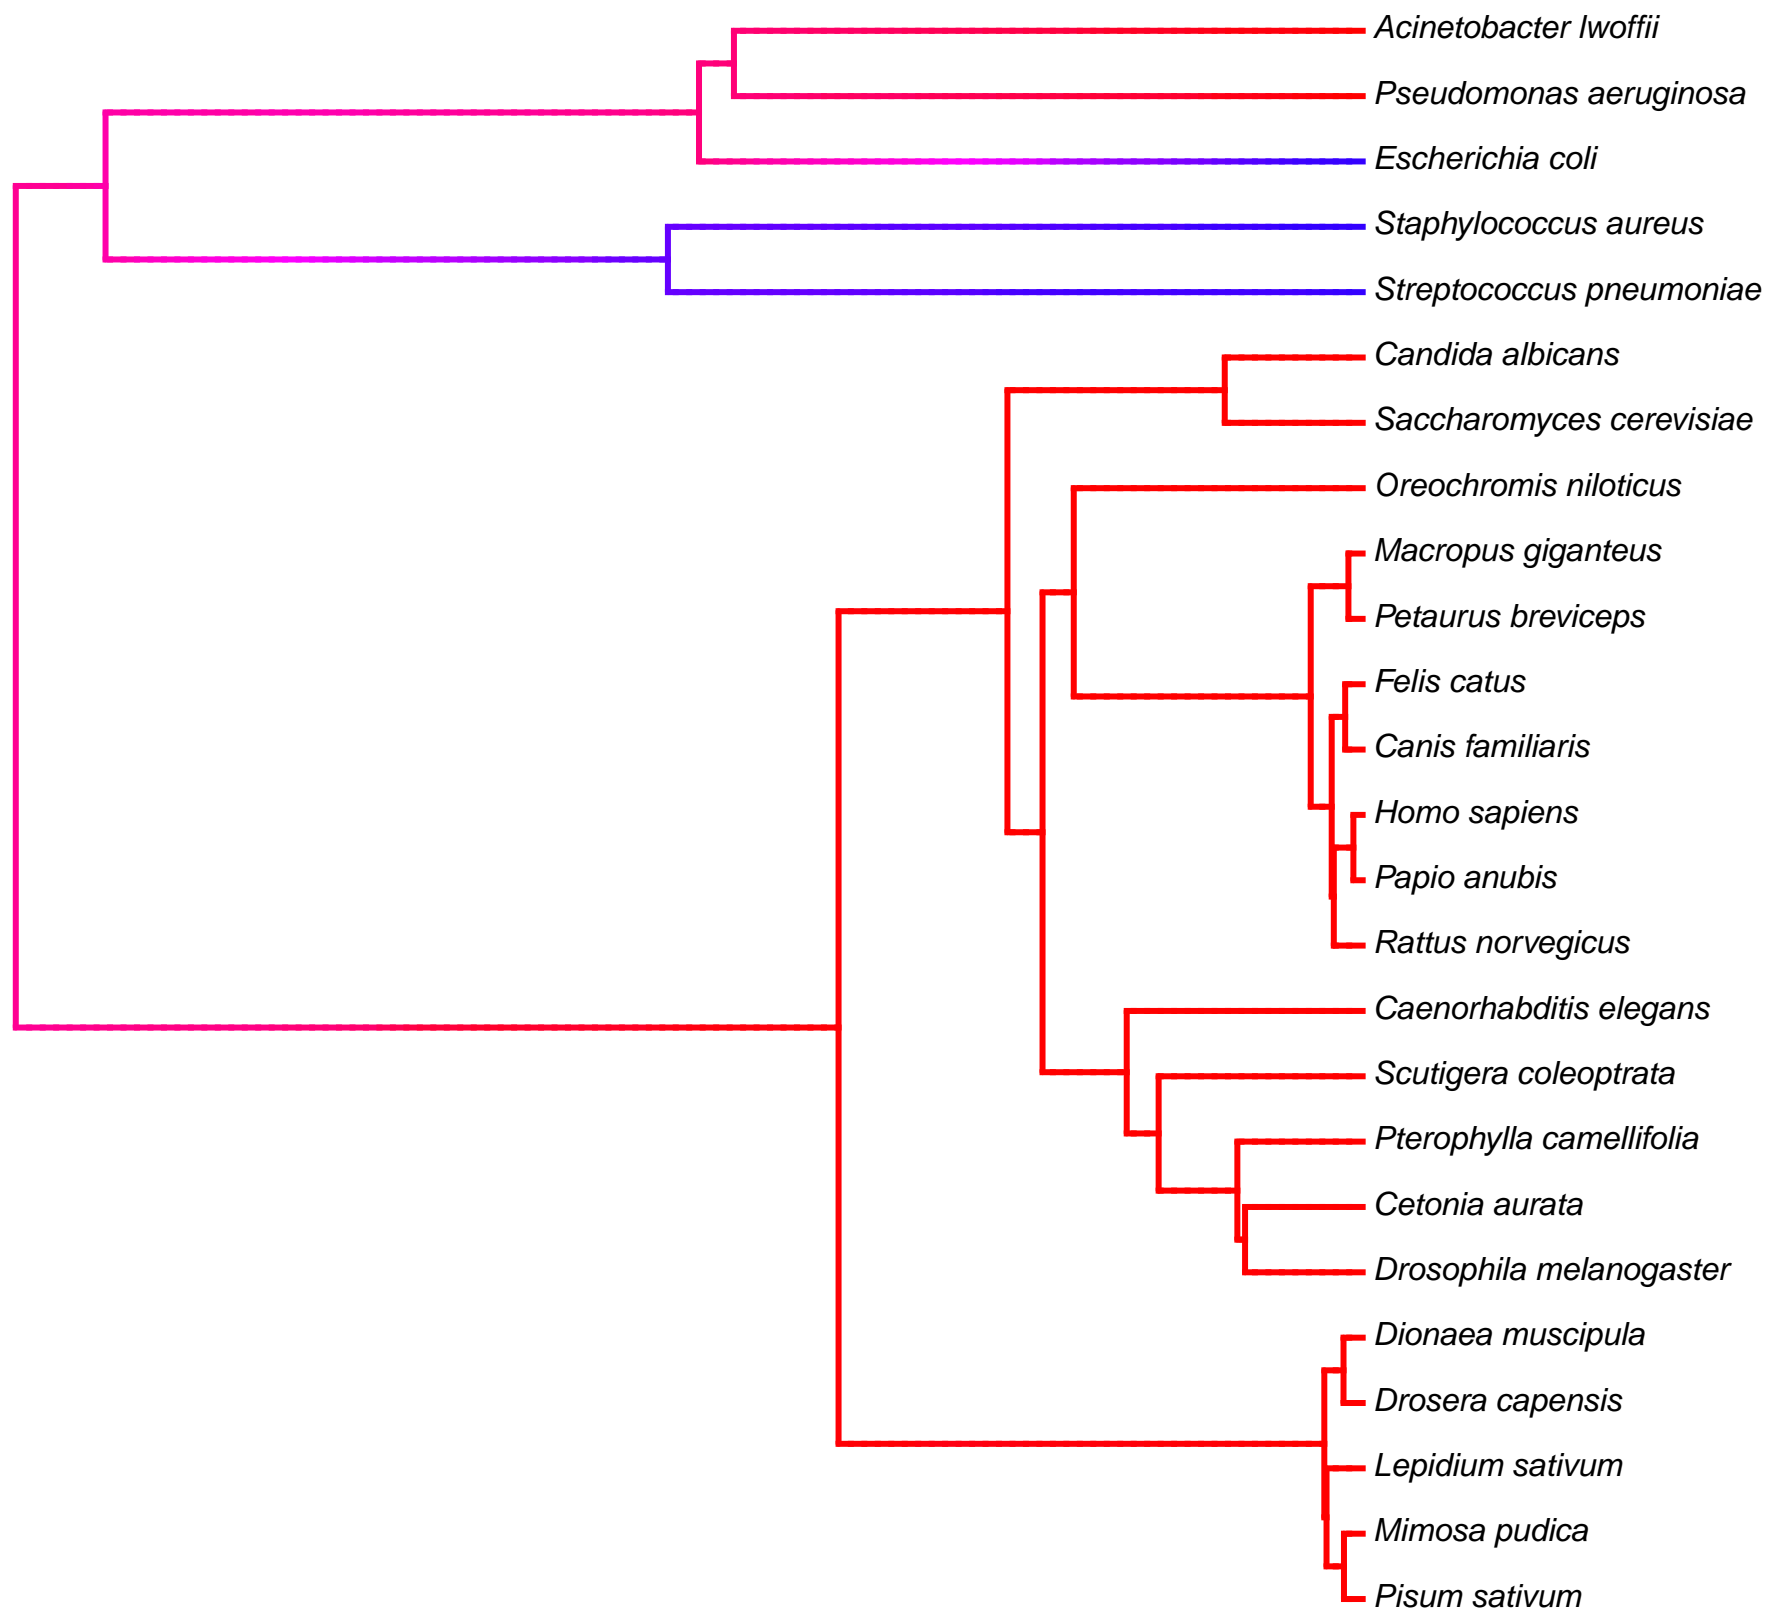 Acinetobacter lwoffii
Pseudomonas aeruginosa
Escherichia coli
Staphylococcus aureus
Streptococcus pneumoniae
Candida albicans
Saccharomyces cerevisiae
Oreochromis niloticus
Macropus giganteus
Petaurus breviceps
Felis catus
Canis familiaris
Homo sapiens
Papio anubis
Rattus norvegicus
Caenorhabditis elegans
Scutigera coleoptrata
Pterophylla camellifolia
Cetonia aurata
Drosophila melanogaster
Dionaea muscipula
Drosera capensis
Lepidium sativum
Mimosa pudica
Pisum sativum